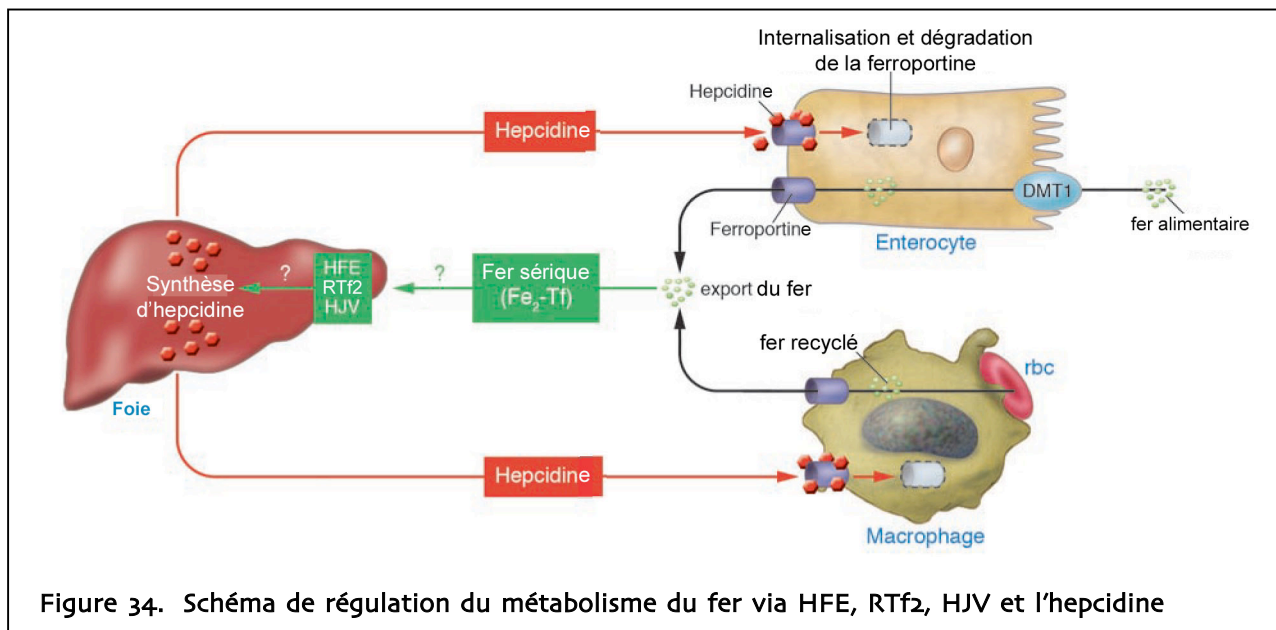 Internalisation et dégradation
de la ferroportine
Hepcidine
Hepcidine
DMT1
fer alimentaire
Ferroportine
Enterocyte
HFE
RTf2
HJV
?
Synthèse
d'hepcidine
?
Fer sérique
(Fe₂-Tf)
export du fer
fer recyclé
rbc
Foie
Hepcidine
Macrophage
Figure 34. Schéma de régulation du métabolisme du fer via HFE, RTf2, HJV et l'hepcidine